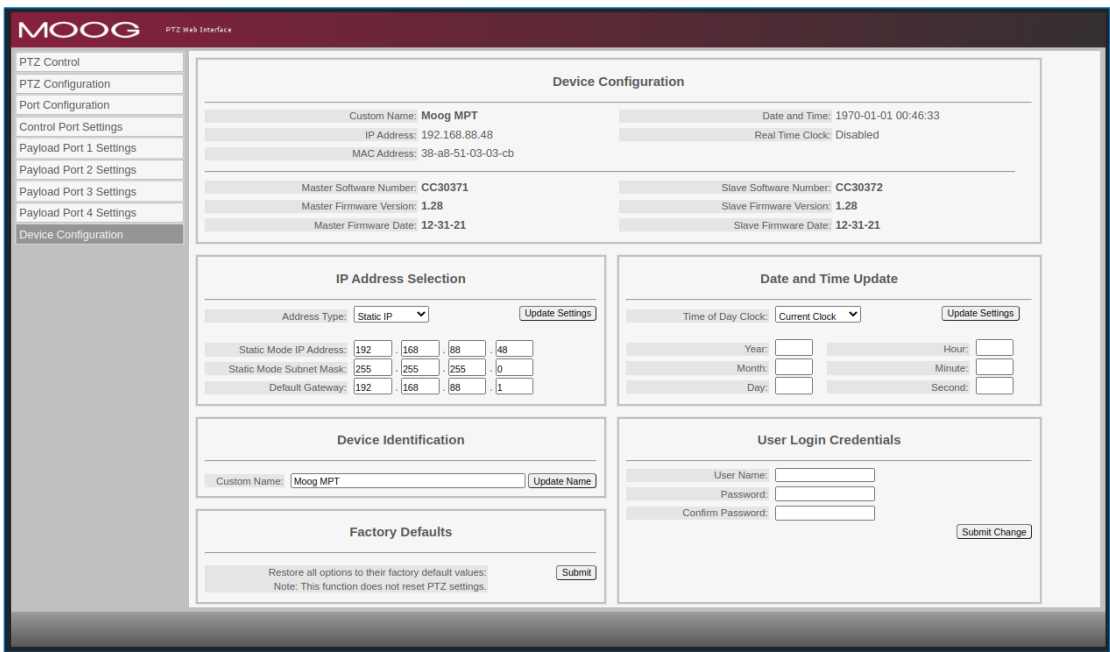 MOOG PTZ Web Interface
PTZ Control
PTZ Configuration
Port Configuration
Control Port Settings
Payload Port 1 Settings
Payload Port 2 Settings
Payload Port 3 Settings
Payload Port 4 Settings
Device Configuration
Device Configuration
Custom Name: Moog MPT
IP Address: 192.168.88.48
MAC Address: 38-a8-51-03-03-cb
Date and Time: 1970-01-01 00:46:33
Real Time Clock: Disabled
Master Software Number: CC30371
Master Firmware Version: 1.28
Master Firmware Date: 12-31-21
Slave Software Number: CC30372
Slave Firmware Version: 1.28
Slave Firmware Date: 12-31-21
IP Address Selection
Address Type: Static IP Update Settings
Static Mode IP Address: 192 . 168 . 88 . 48
Static Mode Subnet Mask: 255 . 255 . 255 . 0
Default Gateway: 192 . 168 . 88 . 1
Date and Time Update
Time of Day Clock: Current Clock Update Settings
Year: Hour:
Month: Minute:
Day: Second:
Device Identification
Custom Name: Moog MPT Update Name
User Login Credentials
User Name:
Password:
Confirm Password:
Submit Change
Factory Defaults
Restore all options to their factory default values: Submit
Note: This function does not reset PTZ settings.